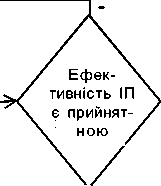 -
Ефек-
тивність ІП
є прийнят-
ною